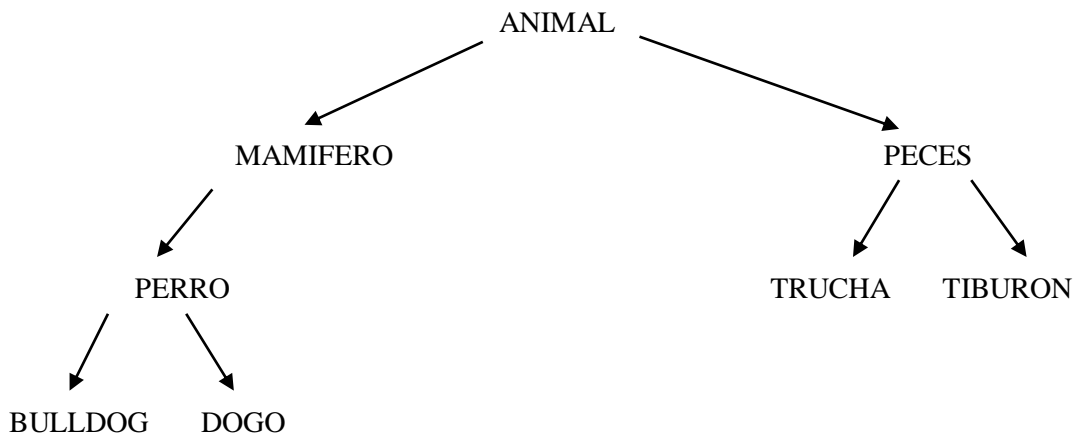 ANIMAL
MAMIFERO PECES
PERRO TRUCHA TIBURON
BULLDOG DOGO